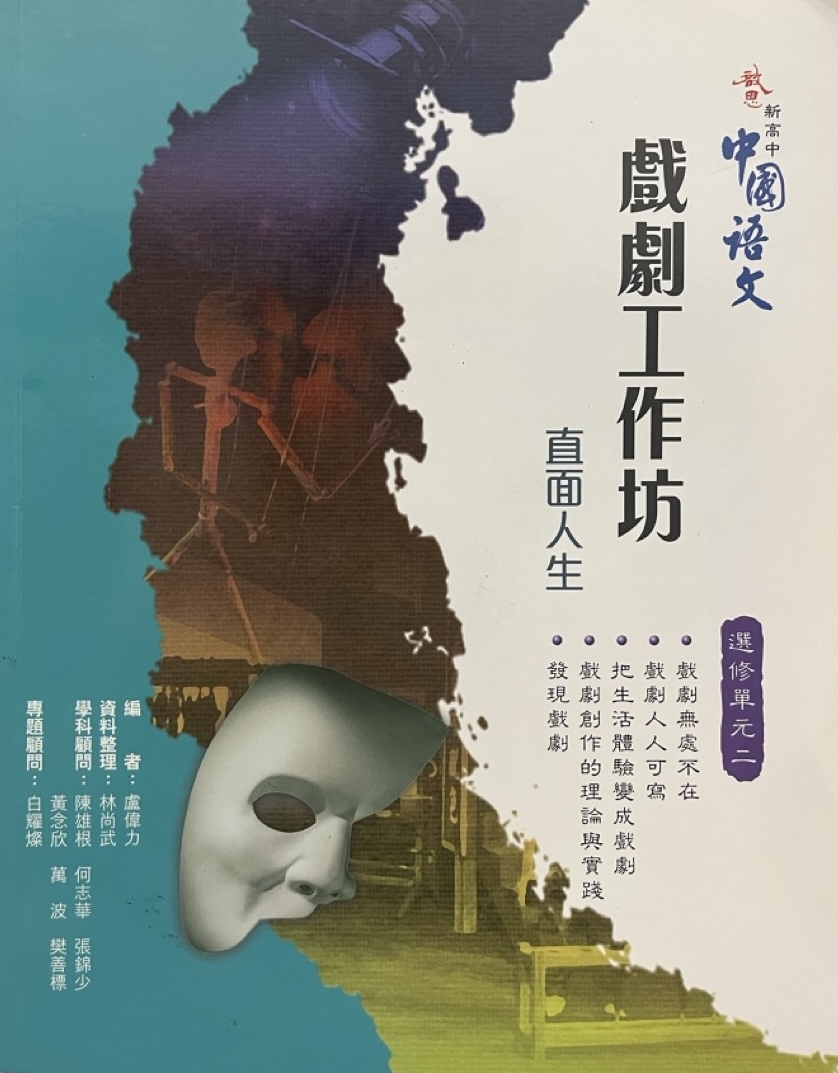 啟思
新高中
中國語文
戲劇工作坊
直面人生
選修單元二
戲劇無處不在
戲劇人人可寫
把生活體驗變成戲劇
戲劇創作的理論與實踐
發現戲劇
編　者：盧偉力
資料整理：林尚武
學科顧問：陳雄根　何志華　張錦少
黃念欣　萬　波　樊善標
專題顧問：白耀燦